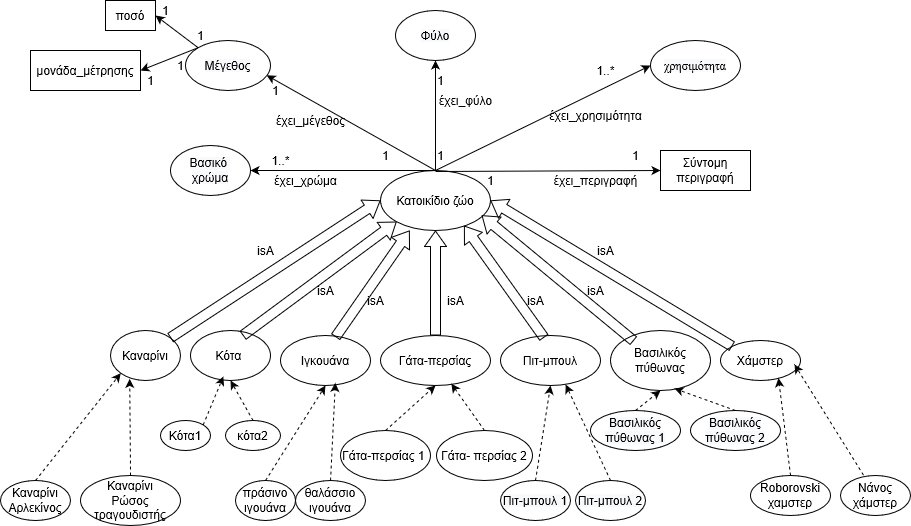 ποσό
1
1
μονάδα_μέτρησης
1
1
Μέγεθος
1
έχει_μέγεθος
Φύλο
1
έχει_φύλο
1
χρησιμότητα
1..*
έχει_χρησιμότητα
Βασικό
χρώμα
1..*
1
έχει_χρώμα
1
έχει_περιγραφή
1
Σύντομη
περιγραφή
Κατοικίδιο ζώο
isA
isA
isA
isA
isA
isA
isA
Καναρίνι
Κότα
Ιγκουάνα
Γάτα-περσίας
Πιτ-μπουλ
Βασιλικός
πύθωνας
Χάμστερ
Κότα1
κότα2
Γάτα-περσίας 1
Γάτα- περσίας 2
Βασιλικός
πύθωνας 1
Βασιλικός
πύθωνας 2
Καναρίνι
Αρλεκίνος
Καναρίνι
Ρώσος
τραγουδιστής
πράσινο
ιγουάνα
θαλάσσιο
ιγουάνα
Πιτ-μπουλ 1
Πιτ-μπουλ 2
Roborovski
χαμστερ
Νάνος
χάμστερ